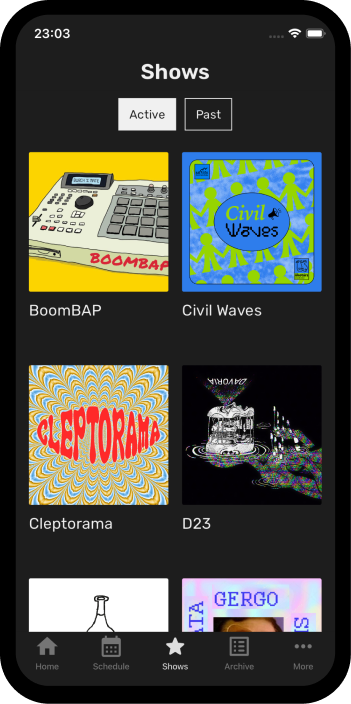 23:03
Shows
Active
Past
BOOMBAP
Civil
Waves
BoomBAP
Civil Waves
CLEPTORAMA
DAVORIA
Cleptorama
D23
GERGO
Home
Schedule
Shows
Archive
More